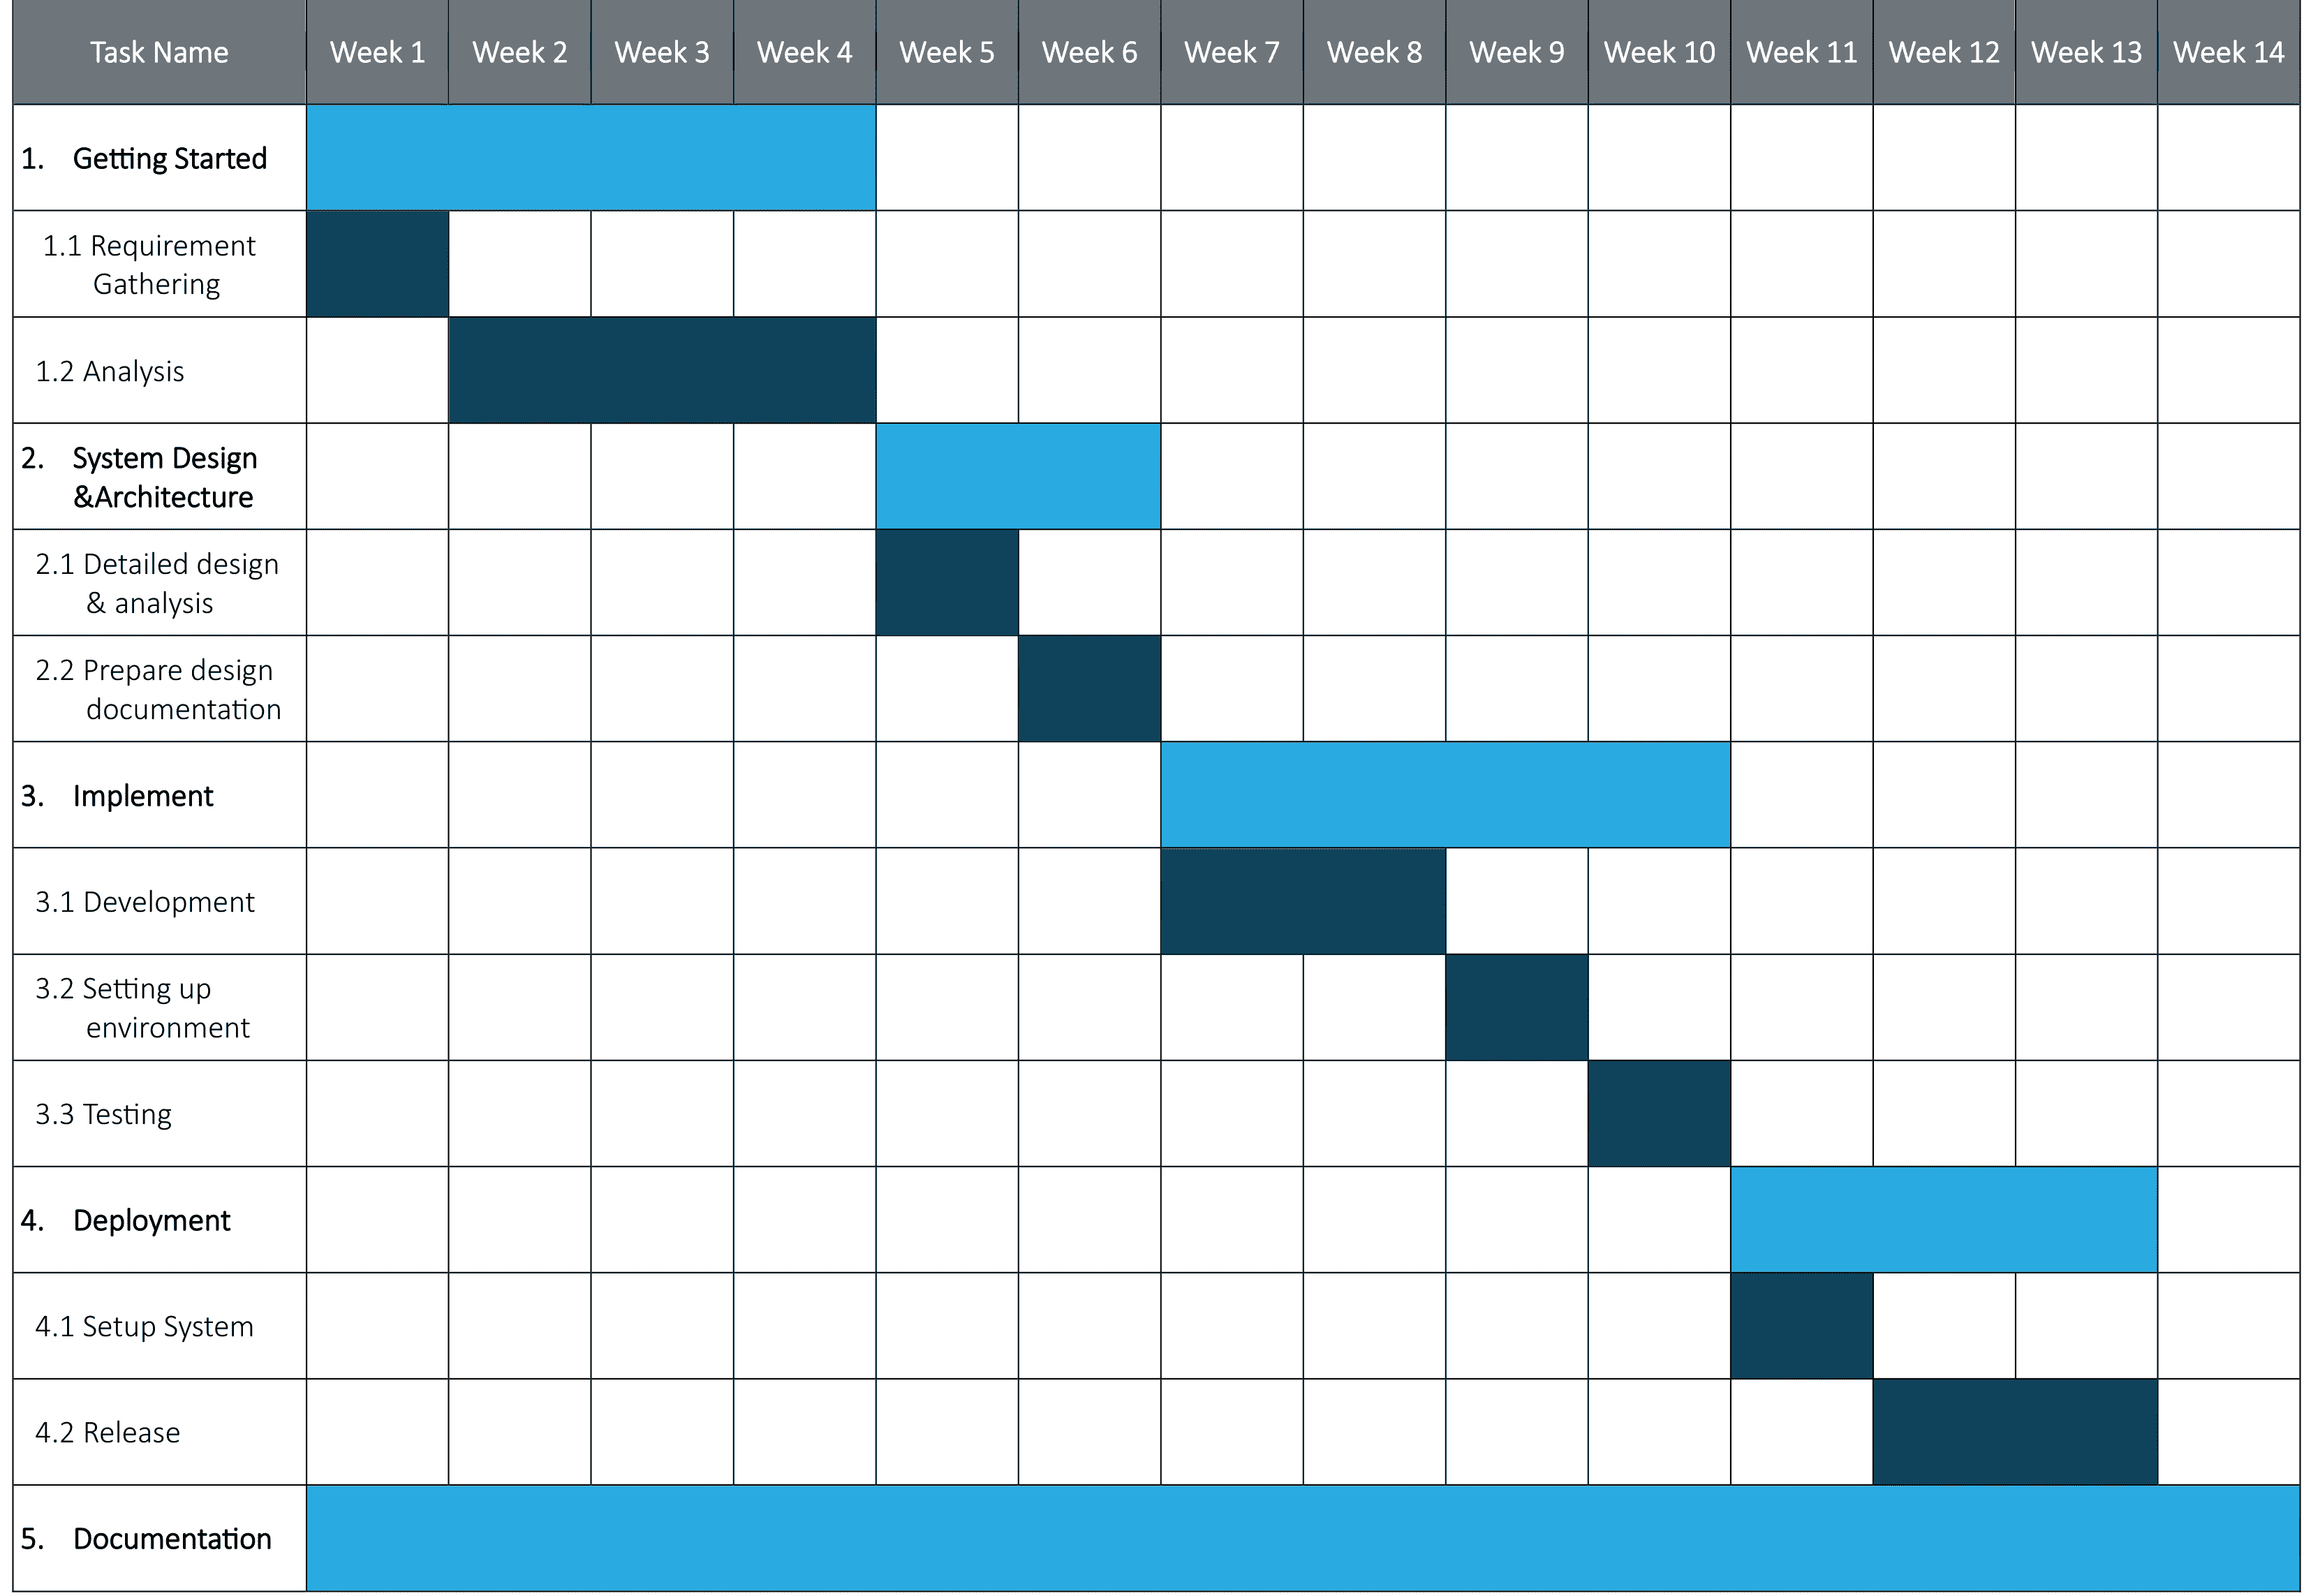 Task Name Week 1 Week 2 Week 3 Week 4 Week 5 Week 6 Week 7 Week 8 Week 9 Week 10 Week 11 Week 12 Week 13 Week 14
1. Getting Started
1.1 Requirement
Gathering
1.2 Analysis
2. System Design
&Architecture
2.1 Detailed design
& analysis
2.2 Prepare design
documentation
3. Implement
3.1 Development
3.2 Setting up
environment
3.3 Testing
4. Deployment
4.1 Setup System
4.2 Release
5. Documentation